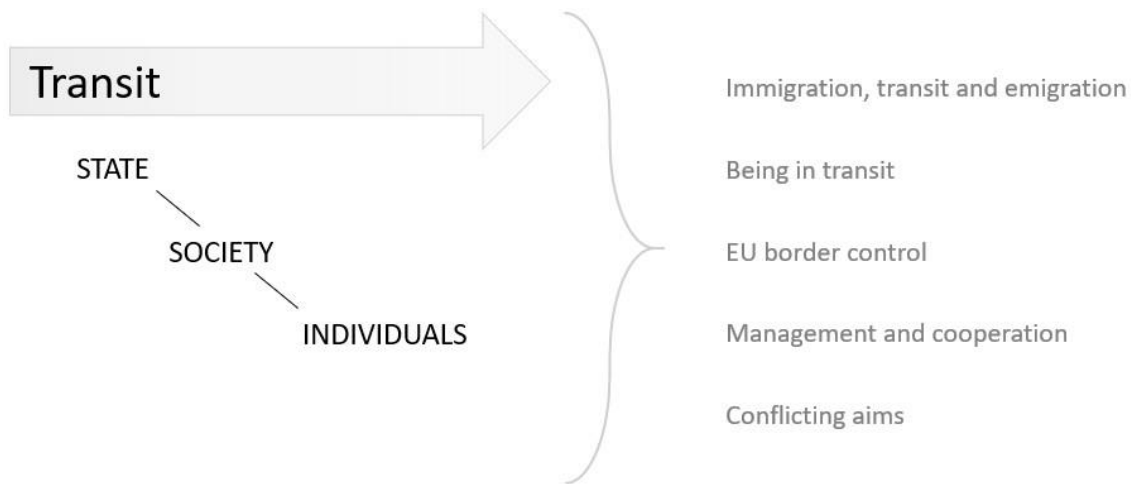 Transit
STATE
SOCIETY
INDIVIDUALS
Immigration, transit and emigration
Being in transit
EU border control
Management and cooperation
Conflicting aims